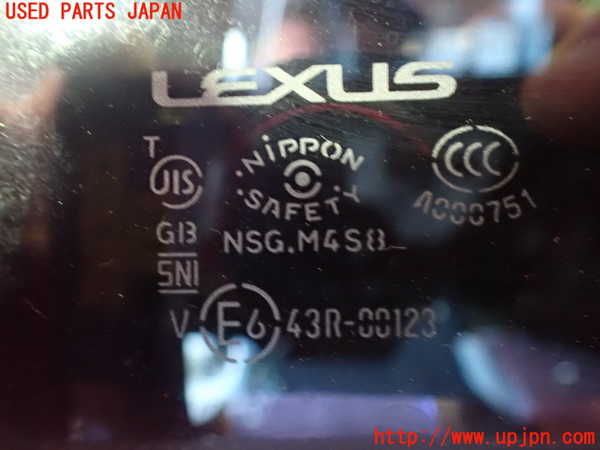 USED PARTS JAPAN
LEXUS
T
JIS
NIPPON
SAFETY
CCC
A000751
G13
NSG.M4S8
SNI
V E6 43R-00123
http://www.upjpn.com